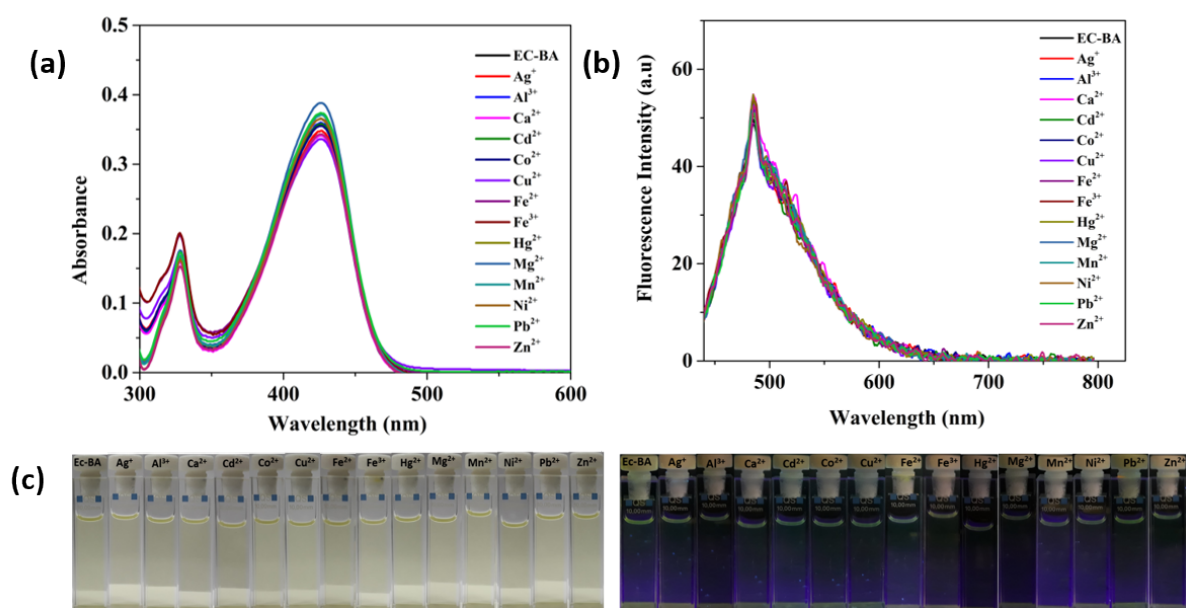 (a)
0.5
0.4
0.3
0.2
0.1
0.0
Absorbance
300
400
500
600
Wavelength (nm)
EC-BA
Ag⁺
Al³⁺
Ca²⁺
Cd²⁺
Co²⁺
Cu²⁺
Fe²⁺
Fe³⁺
Hg²⁺
Mg²⁺
Mn²⁺
Ni²⁺
Pb²⁺
Zn²⁺
(b)
60
40
20
0
Fluorescence Intensity (a.u)
500
600
700
800
Wavelength (nm)
EC-BA
Ag⁺
Al³⁺
Ca²⁺
Cd²⁺
Co²⁺
Cu²⁺
Fe²⁺
Fe³⁺
Hg²⁺
Mg²⁺
Mn²⁺
Ni²⁺
Pb²⁺
Zn²⁺
(c)
Ec-BA Ag⁺ Al³⁺ Ca²⁺ Cd²⁺ Co²⁺ Cu²⁺ Fe²⁺ Fe³⁺ Hg²⁺ Mg²⁺ Mn²⁺ Ni²⁺ Pb²⁺ Zn²⁺
Ec-BA Ag⁺ Al³⁺ Ca²⁺ Cd²⁺ Co²⁺ Cu²⁺ Fe²⁺ Fe³⁺ Hg²⁺ Mg²⁺ Mn²⁺ Ni²⁺ Pb²⁺ Zn²⁺